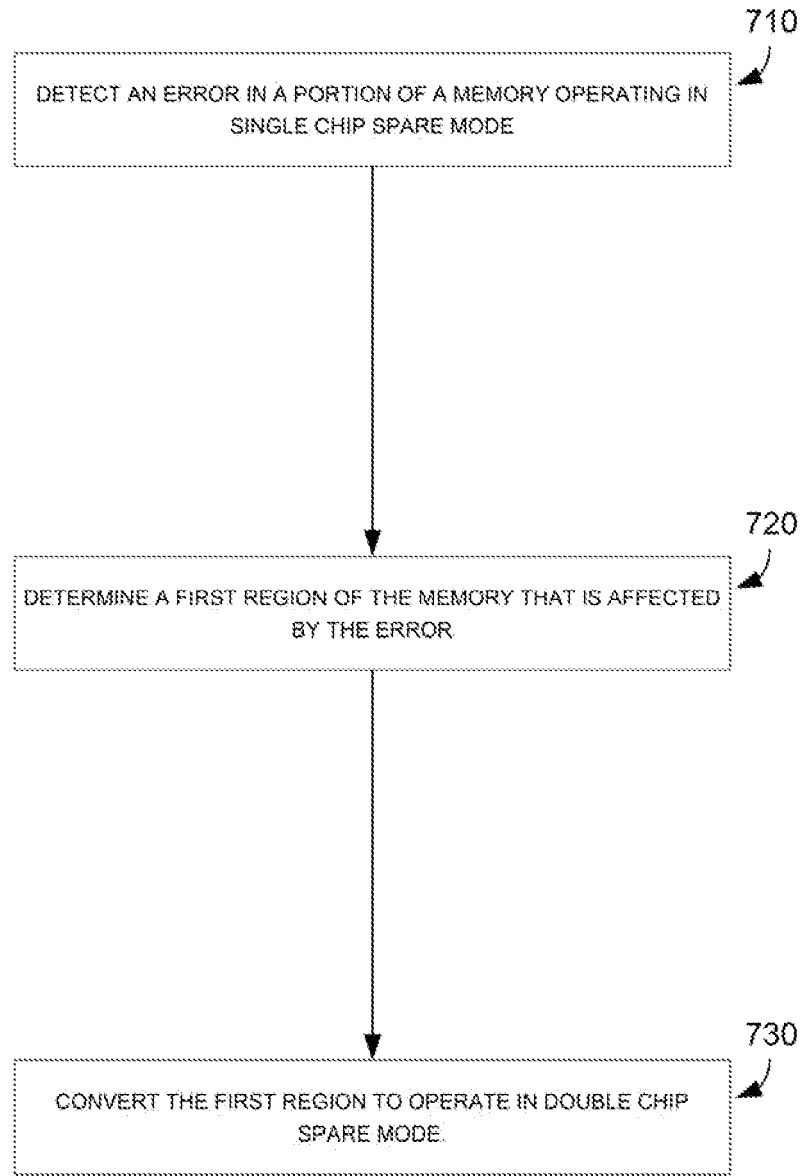 710
DETECT AN ERROR IN A PORTION OF A MEMORY OPERATING IN
SINGLE CHIP SPARE MODE
720
DETERMINE A FIRST REGION OF THE MEMORY THAT IS AFFECTED
BY THE ERROR
730
CONVERT THE FIRST REGION TO OPERATE IN DOUBLE CHIP
SPARE MODE.